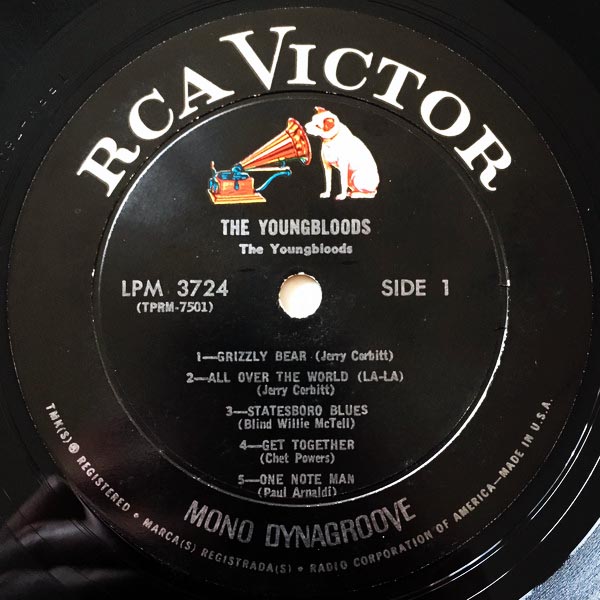 RCA VICTOR
THE YOUNGBLOODS
The Youngbloods
LPM 3724
(TPRM-7501)
SIDE 1
1—GRIZZLY BEAR (Jerry Corbitt)
2—ALL OVER THE WORLD (LA-LA)
(Jerry Corbitt)
3—STATESBORO BLUES
(Blind Willie McTell)
4—GET TOGETHER
(Chet Powers)
5—ONE NOTE MAN
(Paul Arnaldi)
MONO DYNAGROOVE
TMK(S) ® REGISTERED • MARCA(S) REGISTRADA(S) • RADIO CORPORATION OF AMERICA—MADE IN U.S.A.